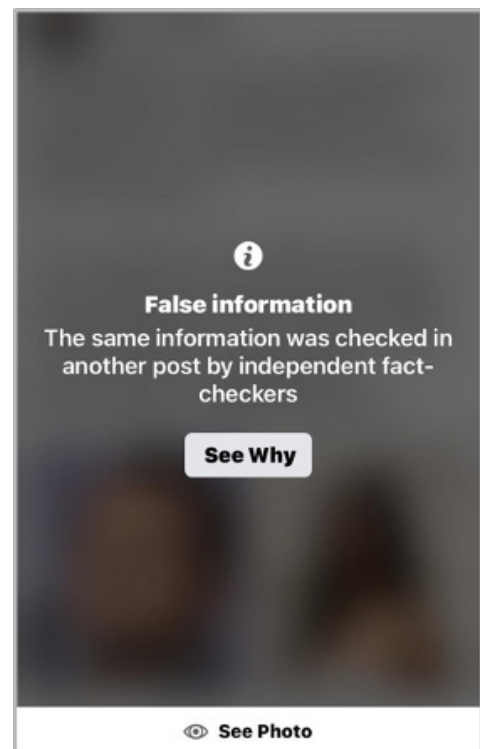 False information
The same information was checked in
another post by independent fact-
checkers
See Why
See Photo